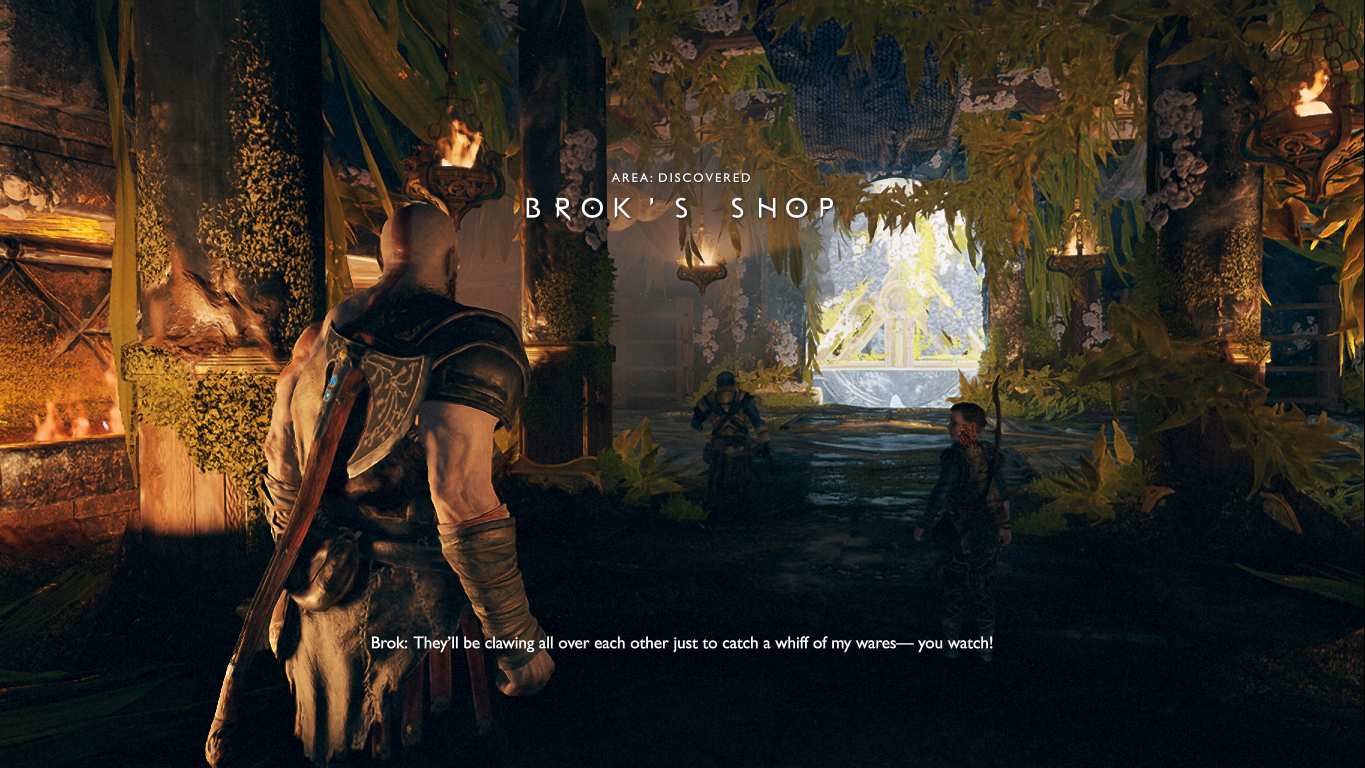 AREA: DISCOVERED
BROK'S SHOP
Brok: They'll be clawing all over each other just to catch a whiff of my wares— you watch!